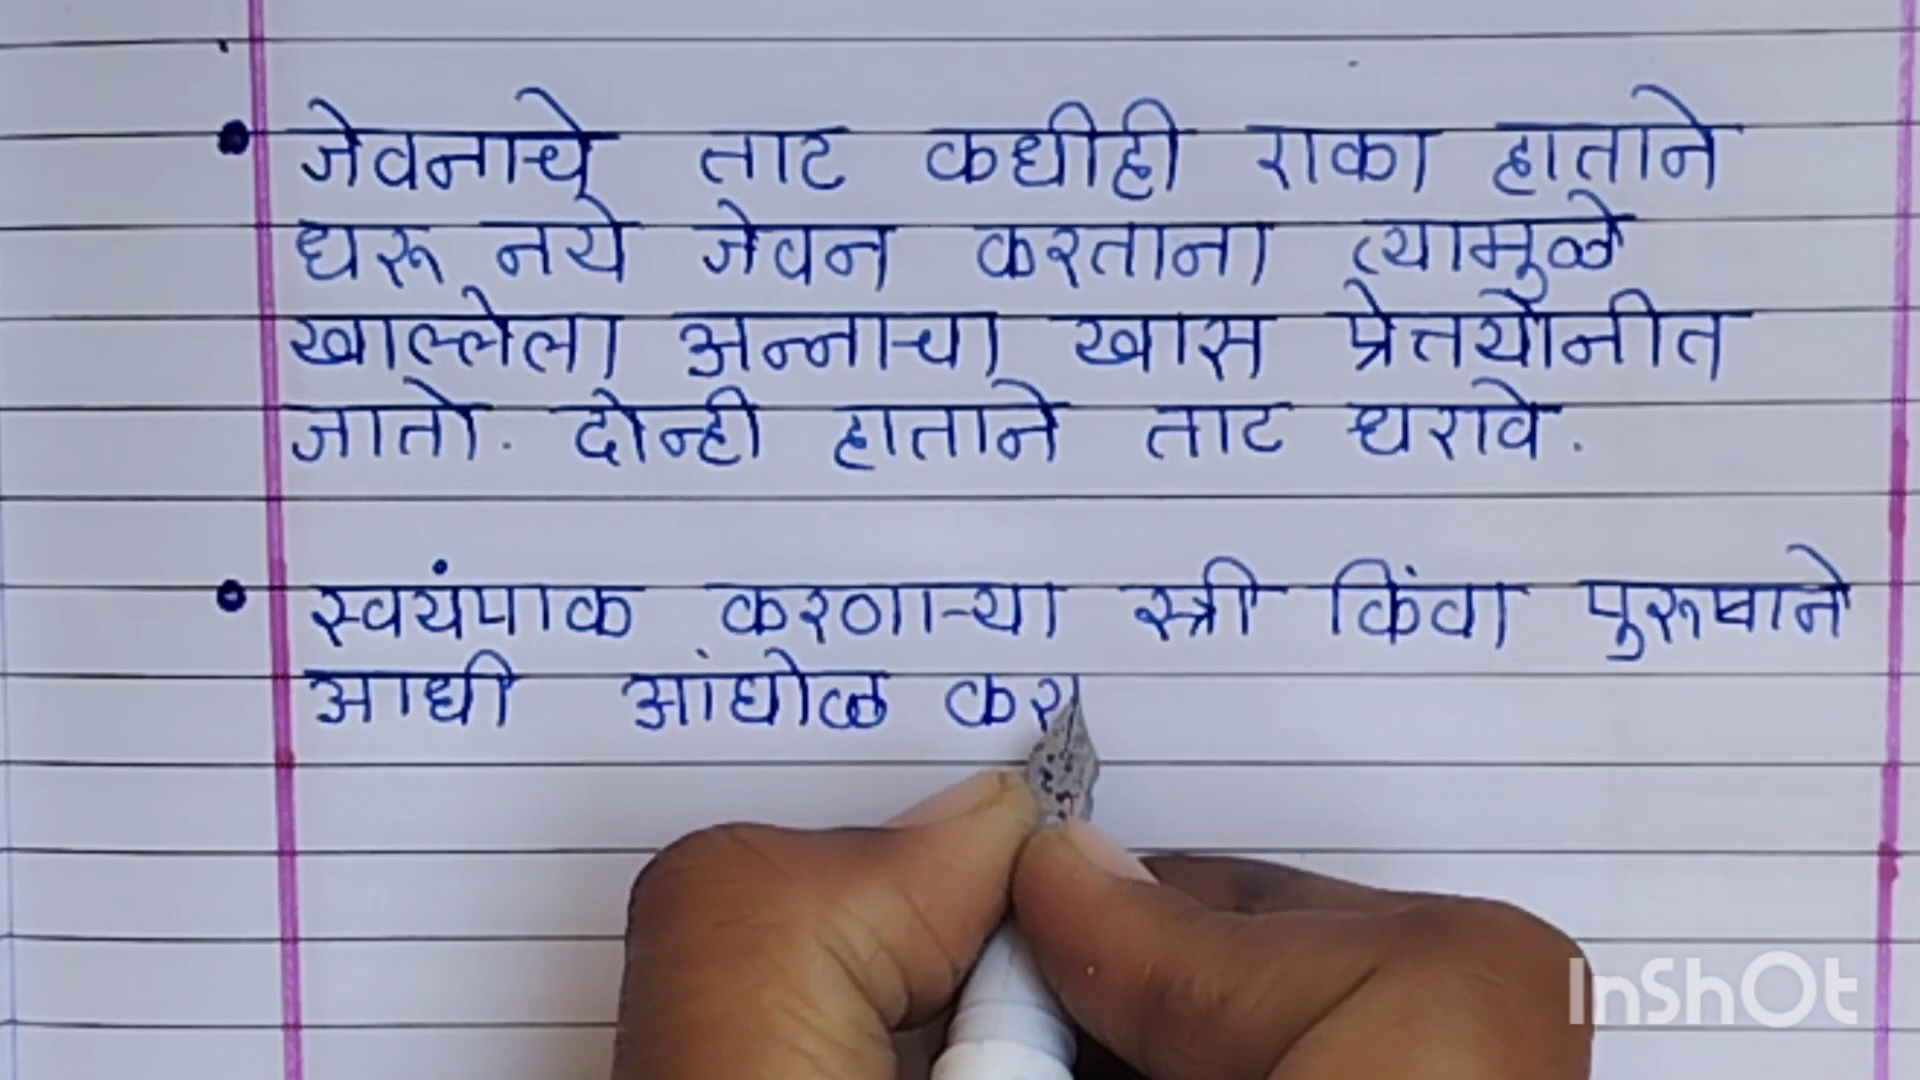 • जेवनाचे ताट कधीही एका हाताने
धरू नये जेवन करताना त्यामुळे
खाल्लेला अन्नाचा खास प्रेतयोनीत
जातो. दोन्ही हाताने ताट धरावे.
• स्वयंपाक करणाऱ्या स्त्री किंवा पुरूषाने
आधी आंघोळ करा
InShOt